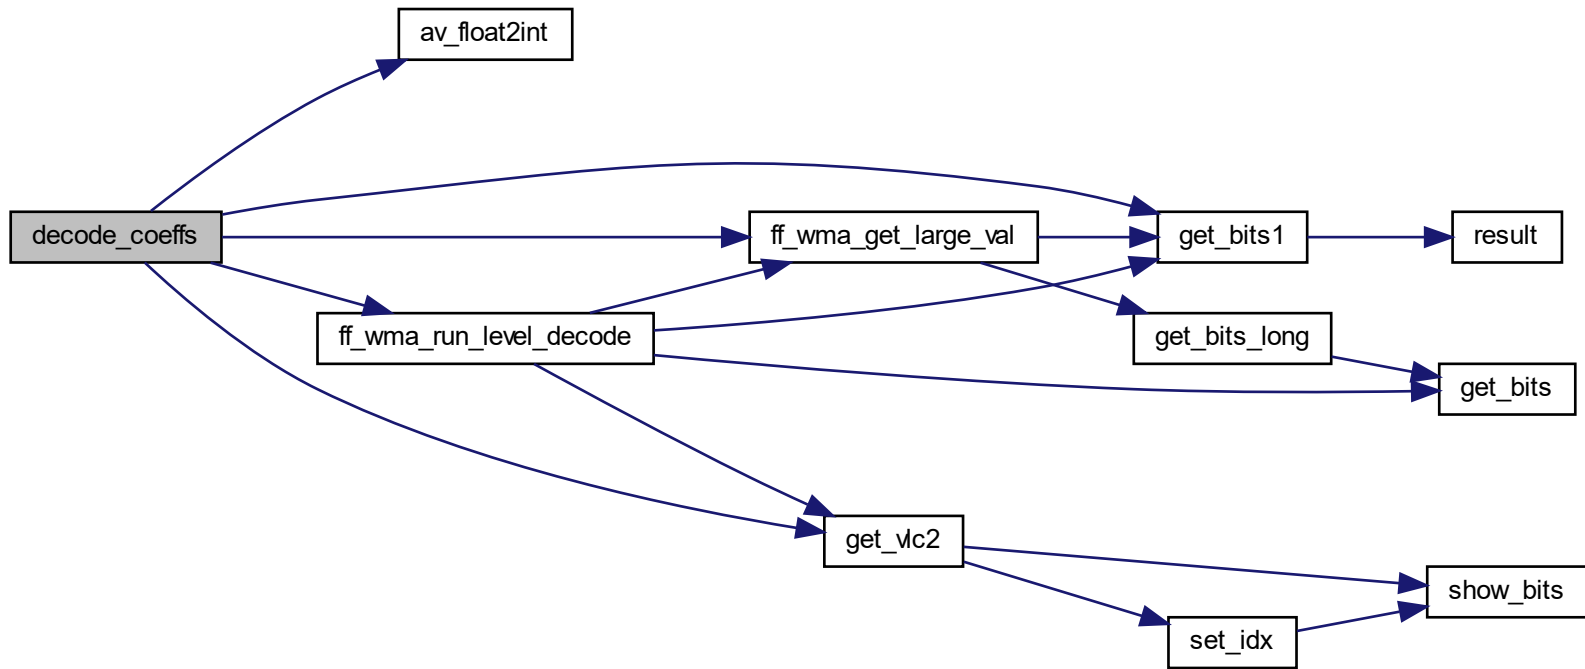 av_float2int
decode_coeffs
ff_wma_get_large_val
get_bits1
result
ff_wma_run_level_decode
get_bits_long
get_bits
get_vlc2
show_bits
set_idx